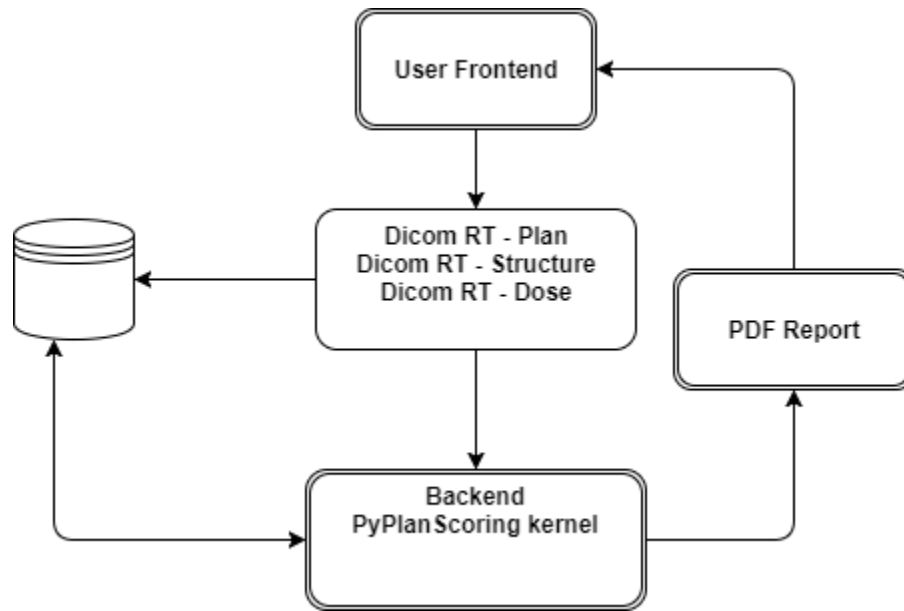 User Frontend
Dicom RT - Plan
Dicom RT - Structure
Dicom RT - Dose
PDF Report
Backend
PyPlanScoring kernel